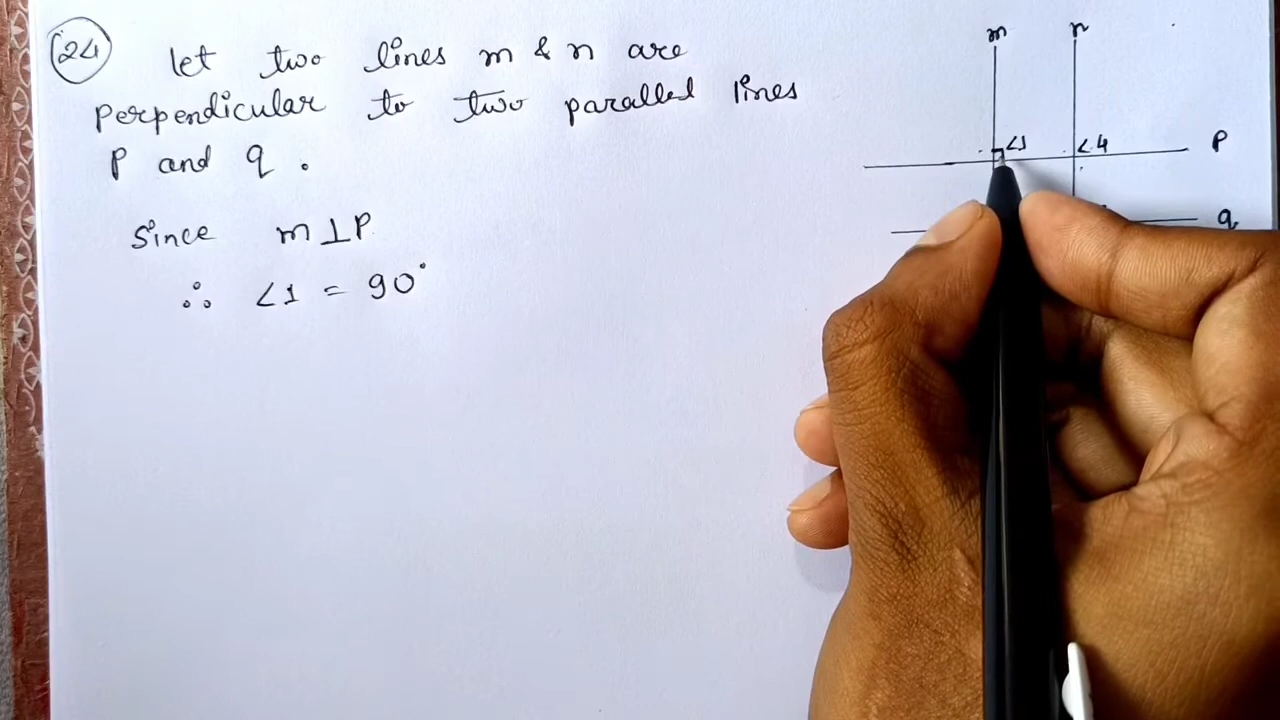 24
let two lines m & n are
perpendicular to two parallel lines
P and q .
Since m ⊥ P
∴ ∠1 = 90°
m n
∠1 ∠4 P
q